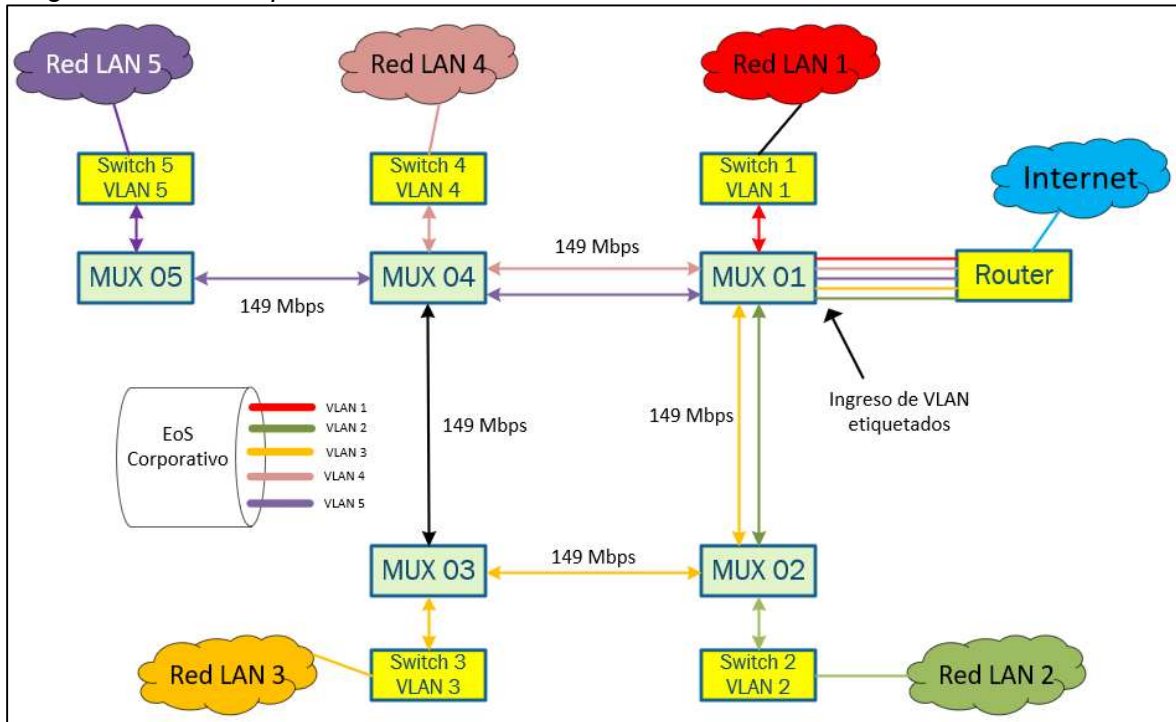 Red LAN 5
Red LAN 4
Red LAN 1
Internet
Switch 5
VLAN 5
Switch 4
VLAN 4
Switch 1
VLAN 1
MUX 05
149 Mbps
MUX 04
149 Mbps
MUX 01
Router
Ingreso de VLAN
etiquetados
EoS
Corporativo
VLAN 1
VLAN 2
VLAN 3
VLAN 4
VLAN 5
149 Mbps
149 Mbps
MUX 03
149 Mbps
MUX 02
Red LAN 3
Switch 3
VLAN 3
Switch 2
VLAN 2
Red LAN 2